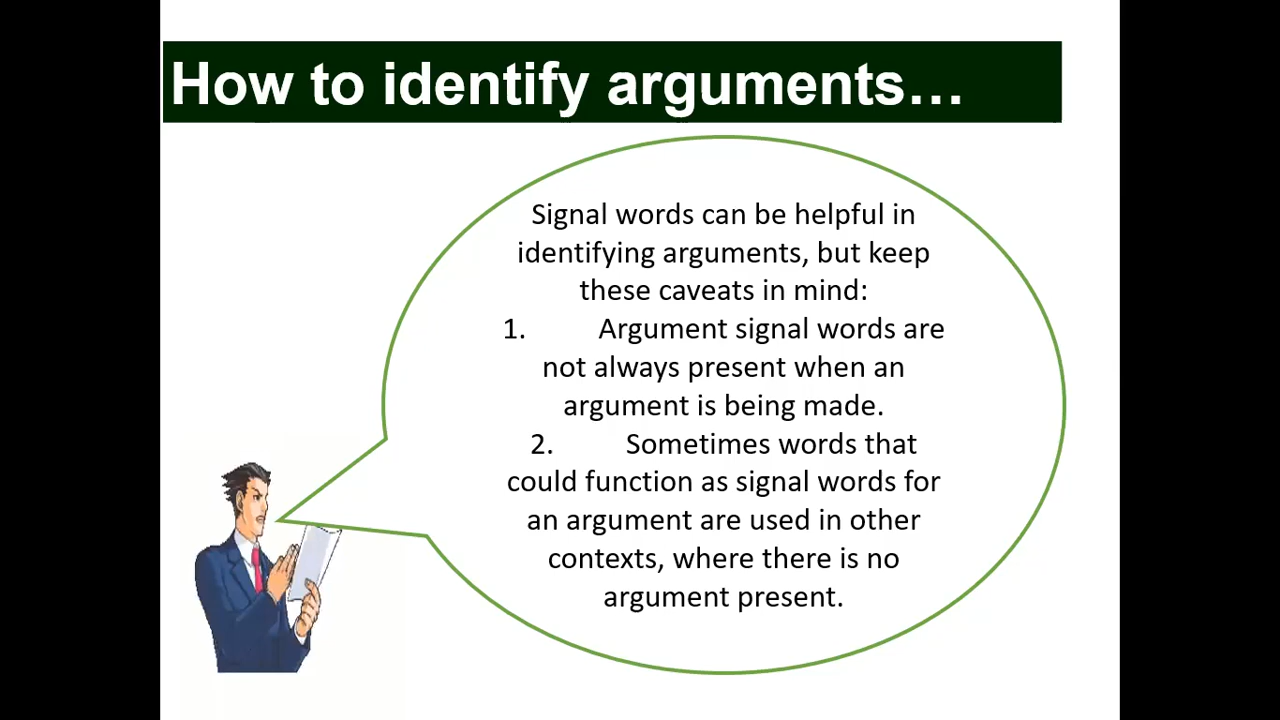 How to identify arguments…
Signal words can be helpful in
identifying arguments, but keep
these caveats in mind:
1. Argument signal words are
not always present when an
argument is being made.
2. Sometimes words that
could function as signal words for
an argument are used in other
contexts, where there is no
argument present.